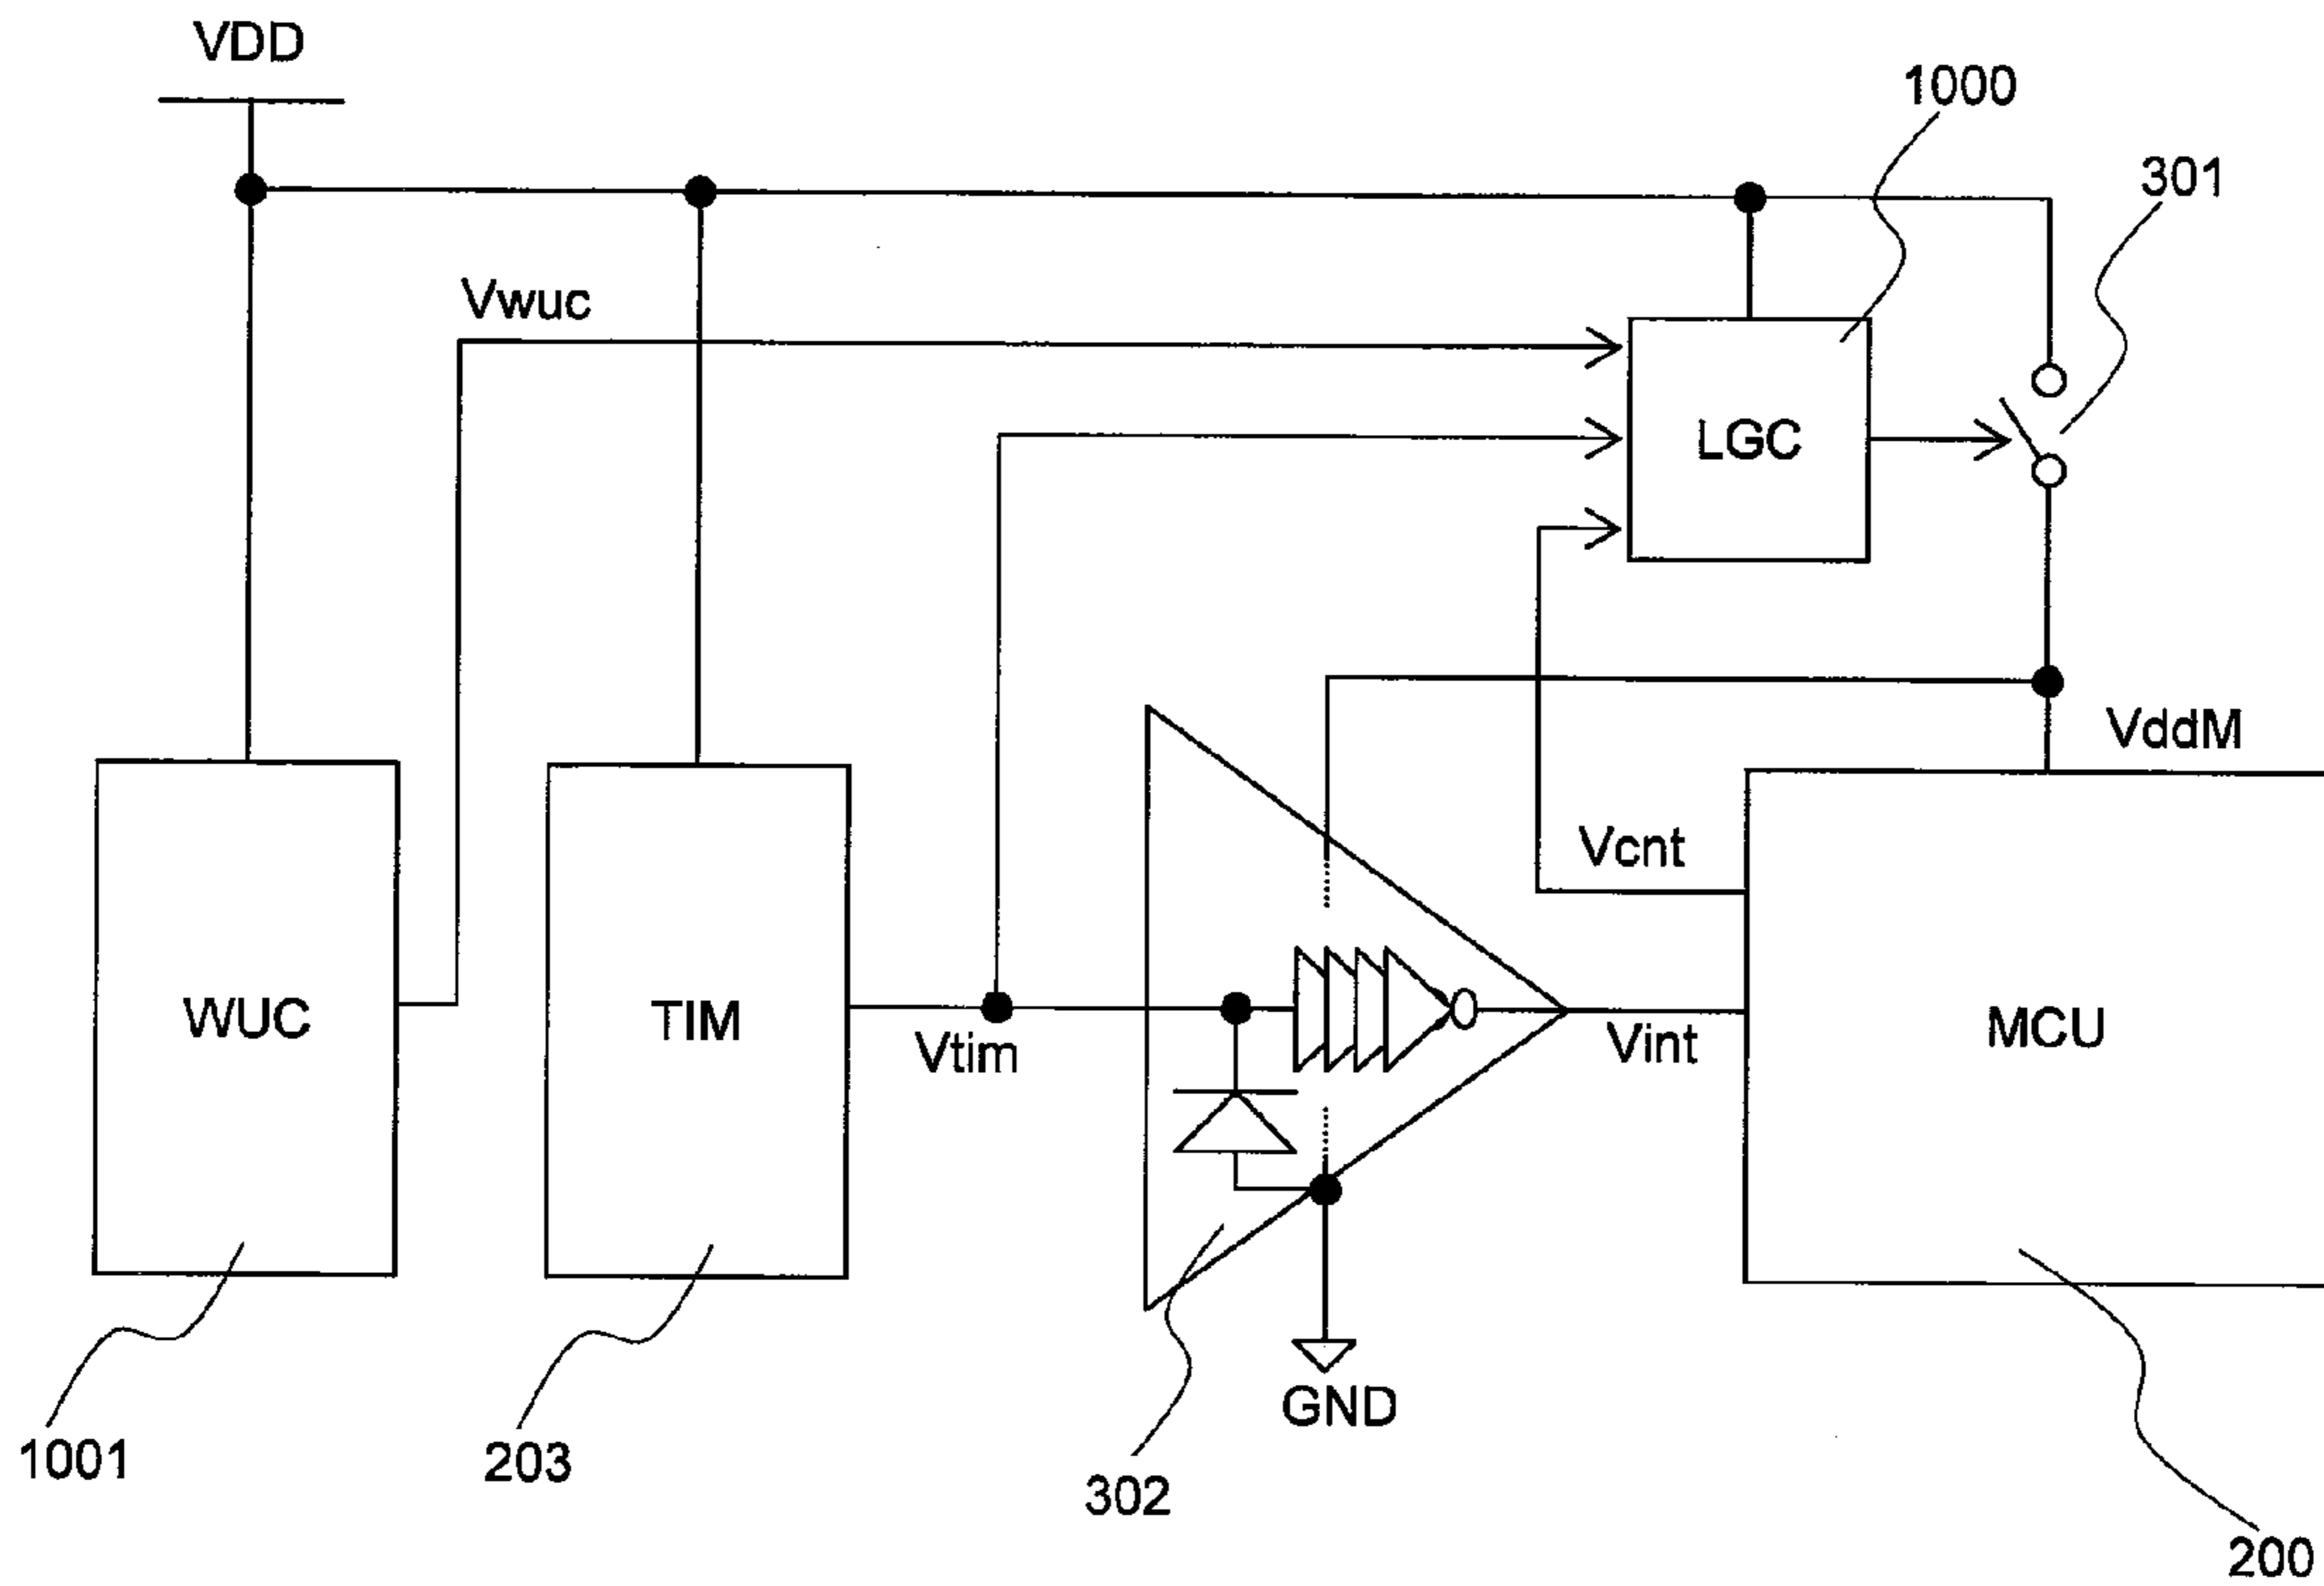 VDD
1000
301
Vwuc
LGC
VddM
Vcnt
WUC
TIM
Vtim
Vint
MCU
GND
1001
203
302
200